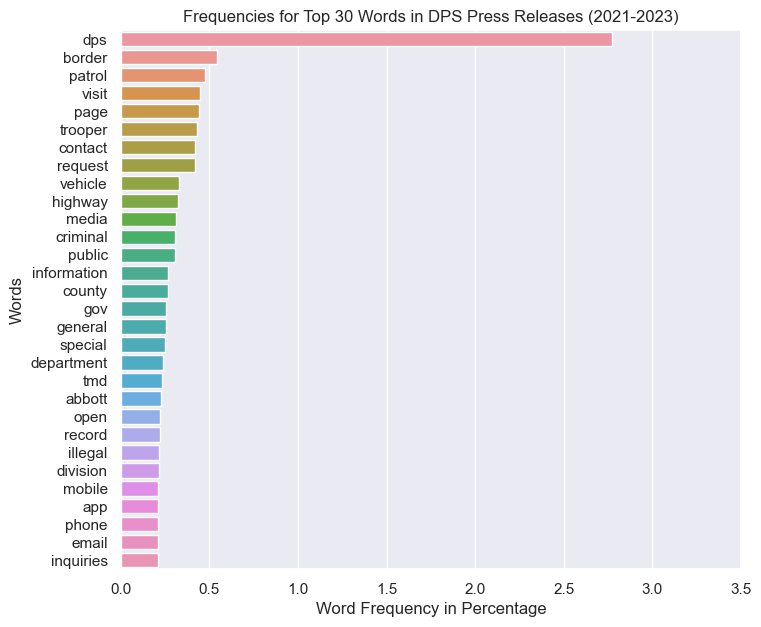 Frequencies for Top 30 Words in DPS Press Releases (2021-2023)
Words
dps
border
patrol
visit
page
trooper
contact
request
vehicle
highway
media
criminal
public
information
county
gov
general
special
department
tmd
abbott
open
record
illegal
division
mobile
app
phone
email
inquiries
0.0 0.5 1.0 1.5 2.0 2.5 3.0 3.5
Word Frequency in Percentage